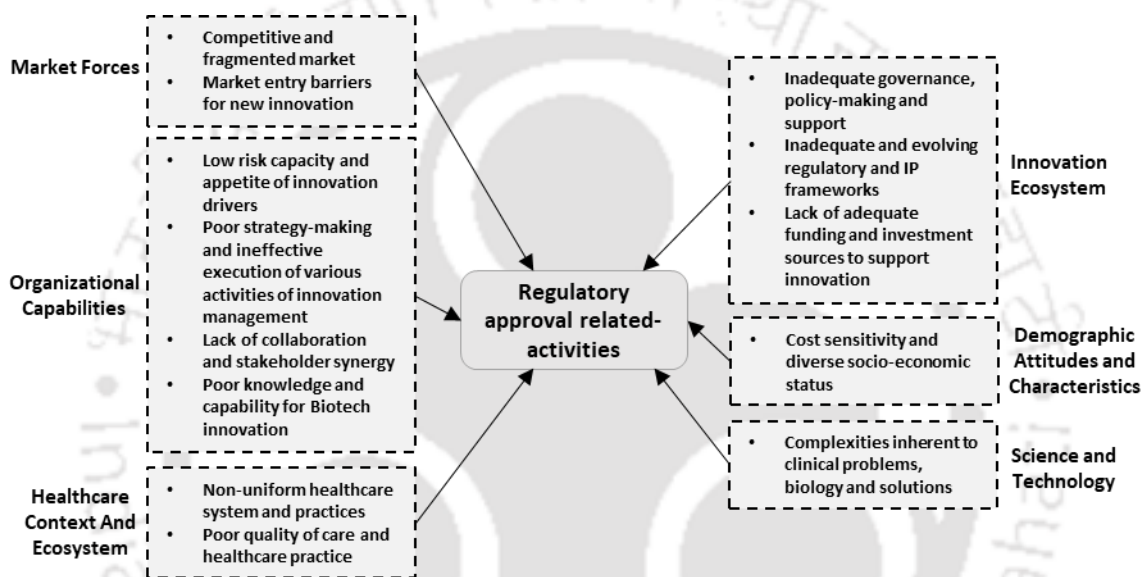 Market Forces
• Competitive and
fragmented market
• Market entry barriers
for new innovation
Organizational
Capabilities
• Low risk capacity and
appetite of innovation
drivers
• Poor strategy-making
and ineffective
execution of various
activities of innovation
management
• Lack of collaboration
and stakeholder synergy
• Poor knowledge and
capability for Biotech
innovation
Healthcare
Context And
Ecosystem
• Non-uniform healthcare
system and practices
• Poor quality of care and
healthcare practice
Regulatory
approval related-
activities
• Inadequate governance,
policy-making and
support
• Inadequate and evolving
regulatory and IP
frameworks
• Lack of adequate
funding and investment
sources to support
innovation
Innovation
Ecosystem
• Cost sensitivity and
diverse socio-economic
status
Demographic
Attitudes and
Characteristics
• Complexities inherent to
clinical problems,
biology and solutions
Science and
Technology